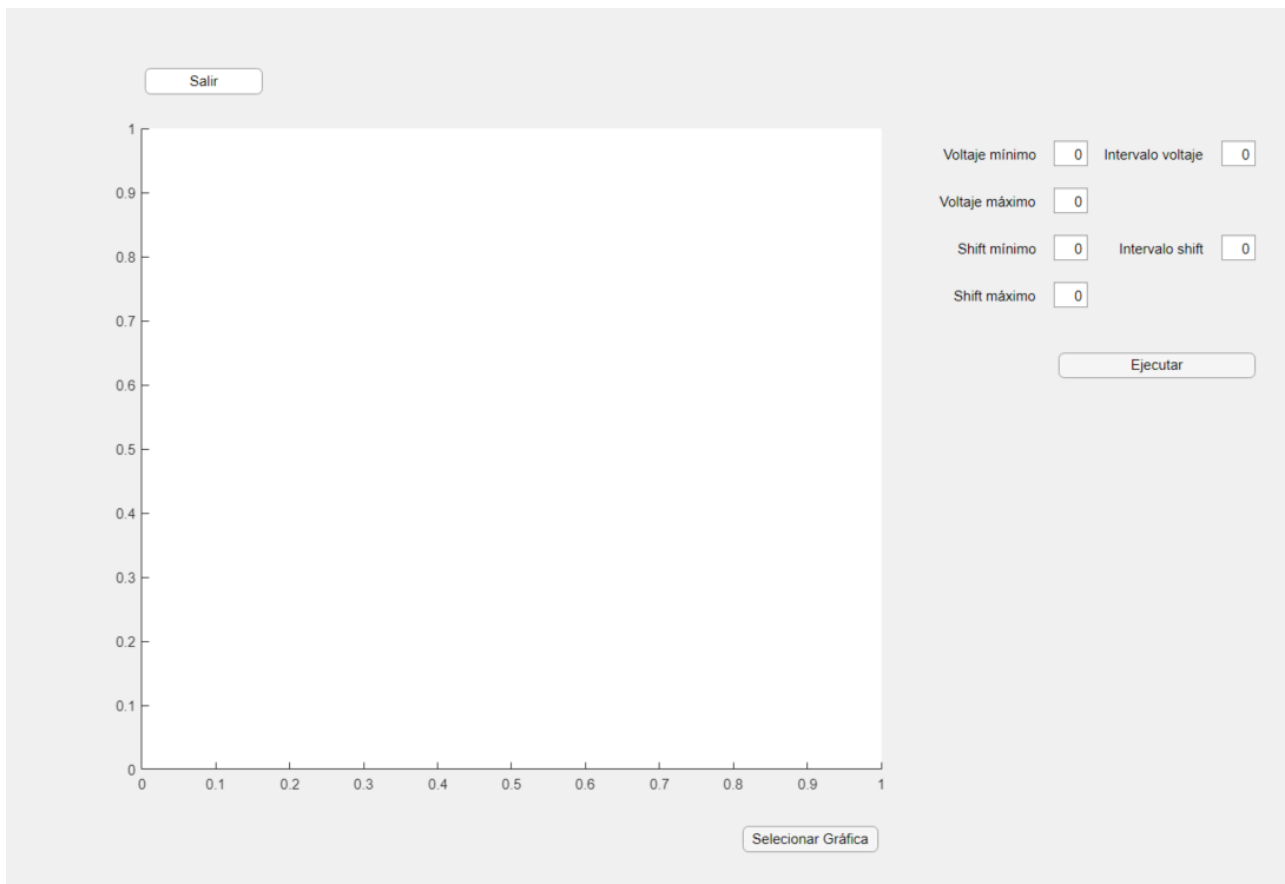 Salir
1
0.9
0.8
0.7
0.6
0.5
0.4
0.3
0.2
0.1
0
0 0.1 0.2 0.3 0.4 0.5 0.6 0.7 0.8 0.9 1
Selecionar Gráfica
Voltaje mínimo 0 Intervalo voltaje 0
Voltaje máximo 0
Shift mínimo 0 Intervalo shift 0
Shift máximo 0
Ejecutar